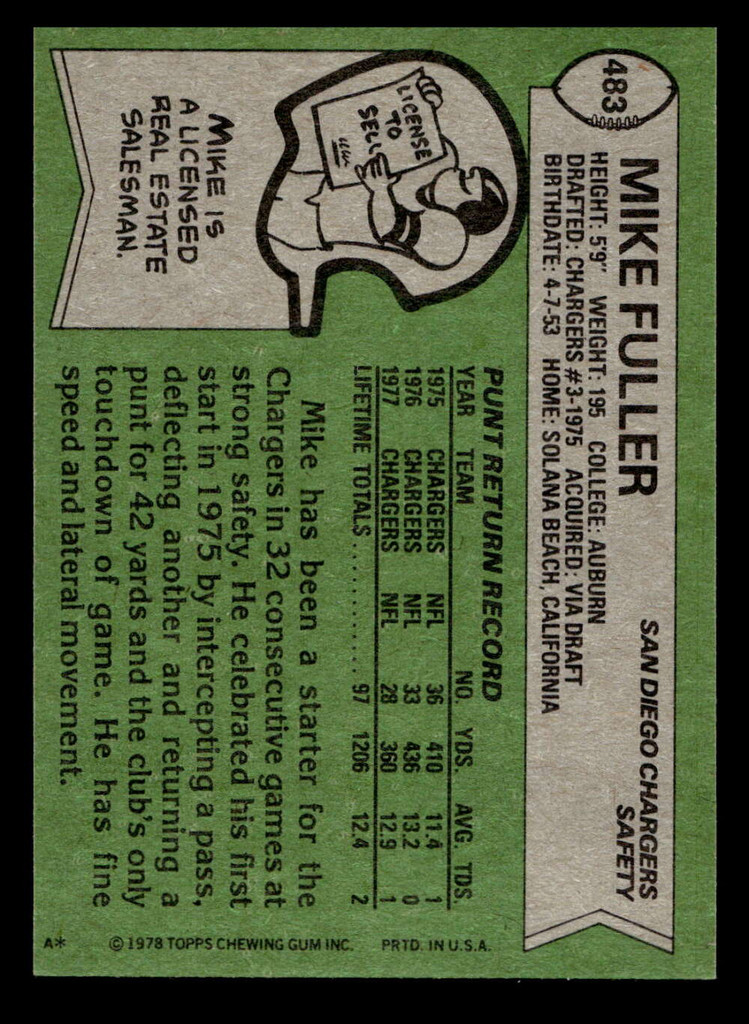 483
MIKE FULLER
SAN DIEGO CHARGERS
SAFETY
HEIGHT: 5'9" WEIGHT: 195 COLLEGE: AUBURN
DRAFTED: CHARGERS #3-1975 ACQUIRED: VIA DRAFT
BIRTHDATE: 4-7-53 HOME: SOLANA BEACH, CALIFORNIA
LICENSE
TO
SELL
MIKE IS
A LICENSED
REAL ESTATE
SALESMAN.
PUNT RETURN RECORD
YEAR TEAM NO. YDS. AVG. TDS.
1975 CHARGERS NFL 36 410 11.4 1
1976 CHARGERS NFL 33 436 13.2 0
1977 CHARGERS NFL 28 360 12.9 1
LIFETIME TOTALS ............ 97 1206 12.4 2
Mike has been a starter for the
Chargers in 32 consecutive games at
strong safety. He celebrated his first
start in 1975 by intercepting a pass,
deflecting another and returning a
punt for 42 yards and the club's only
touchdown of game. He has fine
speed and lateral movement.
A* © 1978 TOPPS CHEWING GUM INC. PRTD. IN U.S.A.